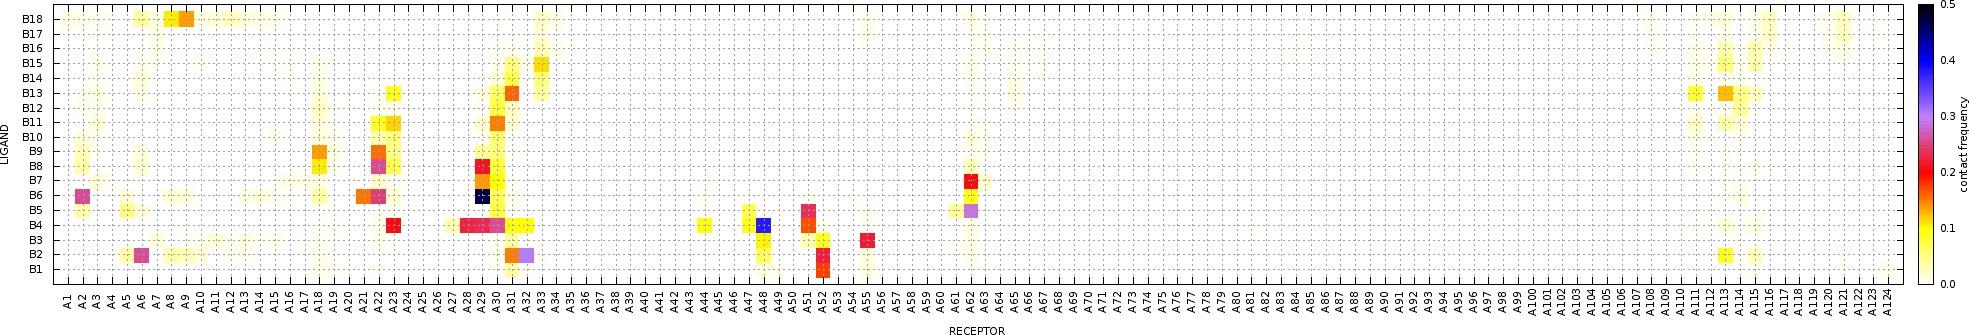 B18
B17
B16
B15
B14
B13
B12
B11
B10
B9
B8
B7
B6
B5
B4
B3
B2
B1
LIGAND
A1 A2 A3 A4 A5 A6 A7 A8 A9 A10 A11 A12 A13 A14 A15 A16 A17 A18 A19 A20 A21 A22 A23 A24 A25 A26 A27 A28 A29 A30 A31 A32 A33 A34 A35 A36 A37 A38 A39 A40 A41 A42 A43 A44 A45 A46 A47 A48 A49 A50 A51 A52 A53 A54 A55 A56 A57 A58 A59 A60 A61 A62 A63 A64 A65 A66 A67 A68 A69 A70 A71 A72 A73 A74 A75 A76 A77 A78 A79 A80 A81 A82 A83 A84 A85 A86 A87 A88 A89 A90 A91 A92 A93 A94 A95 A96 A97 A98 A99 A100 A101 A102 A103 A104 A105 A106 A107 A108 A109 A110 A111 A112 A113 A114 A115 A116 A117 A118 A119 A120 A121 A122 A123 A124
RECEPTOR
0.5
0.4
0.3
0.2
0.1
0.0
contact frequency